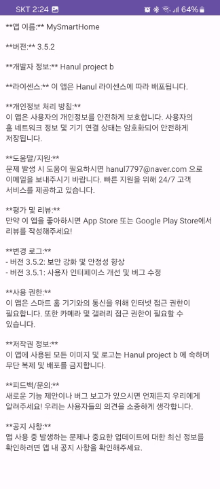 SKT 2:24
64%
**앱 이름:** MySmartHome
**버전:** 3.5.2
**개발자 정보:** Hanul project b
**라이센스:** 이 앱은 Hanul 라이센스에 따라 배포됩니다.
**개인정보 처리 방침:**
이 앱은 사용자의 개인정보를 안전하게 보호합니다. 사용자의
홈 네트워크 정보 및 기기 연결 상태는 암호화되어 안전하게
저장됩니다.
**도움말/지원:**
문제 발생 시 도움이 필요하시면 hanul7797@naver.com 으로
이메일을 보내주시기 바랍니다. 빠른 지원을 위해 24/7 고객
서비스를 제공하고 있습니다.
**평가 및 리뷰:**
만약 이 앱을 좋아하시면 App Store 또는 Google Play Store에서
리뷰를 작성해주세요!
**변경 로그:**
- 버전 3.5.2: 보안 강화 및 안정성 향상
- 버전 3.5.1: 사용자 인터페이스 개선 및 버그 수정
**사용 권한:**
이 앱은 스마트 홈 기기와의 통신을 위해 인터넷 접근 권한이
필요합니다. 또한 카메라 및 갤러리 접근 권한이 필요할 수
있습니다.
**저작권 정보:**
이 앱에 사용된 모든 이미지 및 로고는 Hanul project b 에 속하며
무단 복제 및 배포를 금지합니다.
**피드백/문의:**
새로운 기능 제안이나 버그 보고가 있으시면 언제든지 우리에게
알려주세요! 우리는 사용자들의 의견을 소중하게 생각합니다.
**공지 사항:**
앱 사용 중 발생하는 문제나 중요한 업데이트에 대한 최신 정보를
확인하려면 앱 내 공지 사항을 확인해주세요.